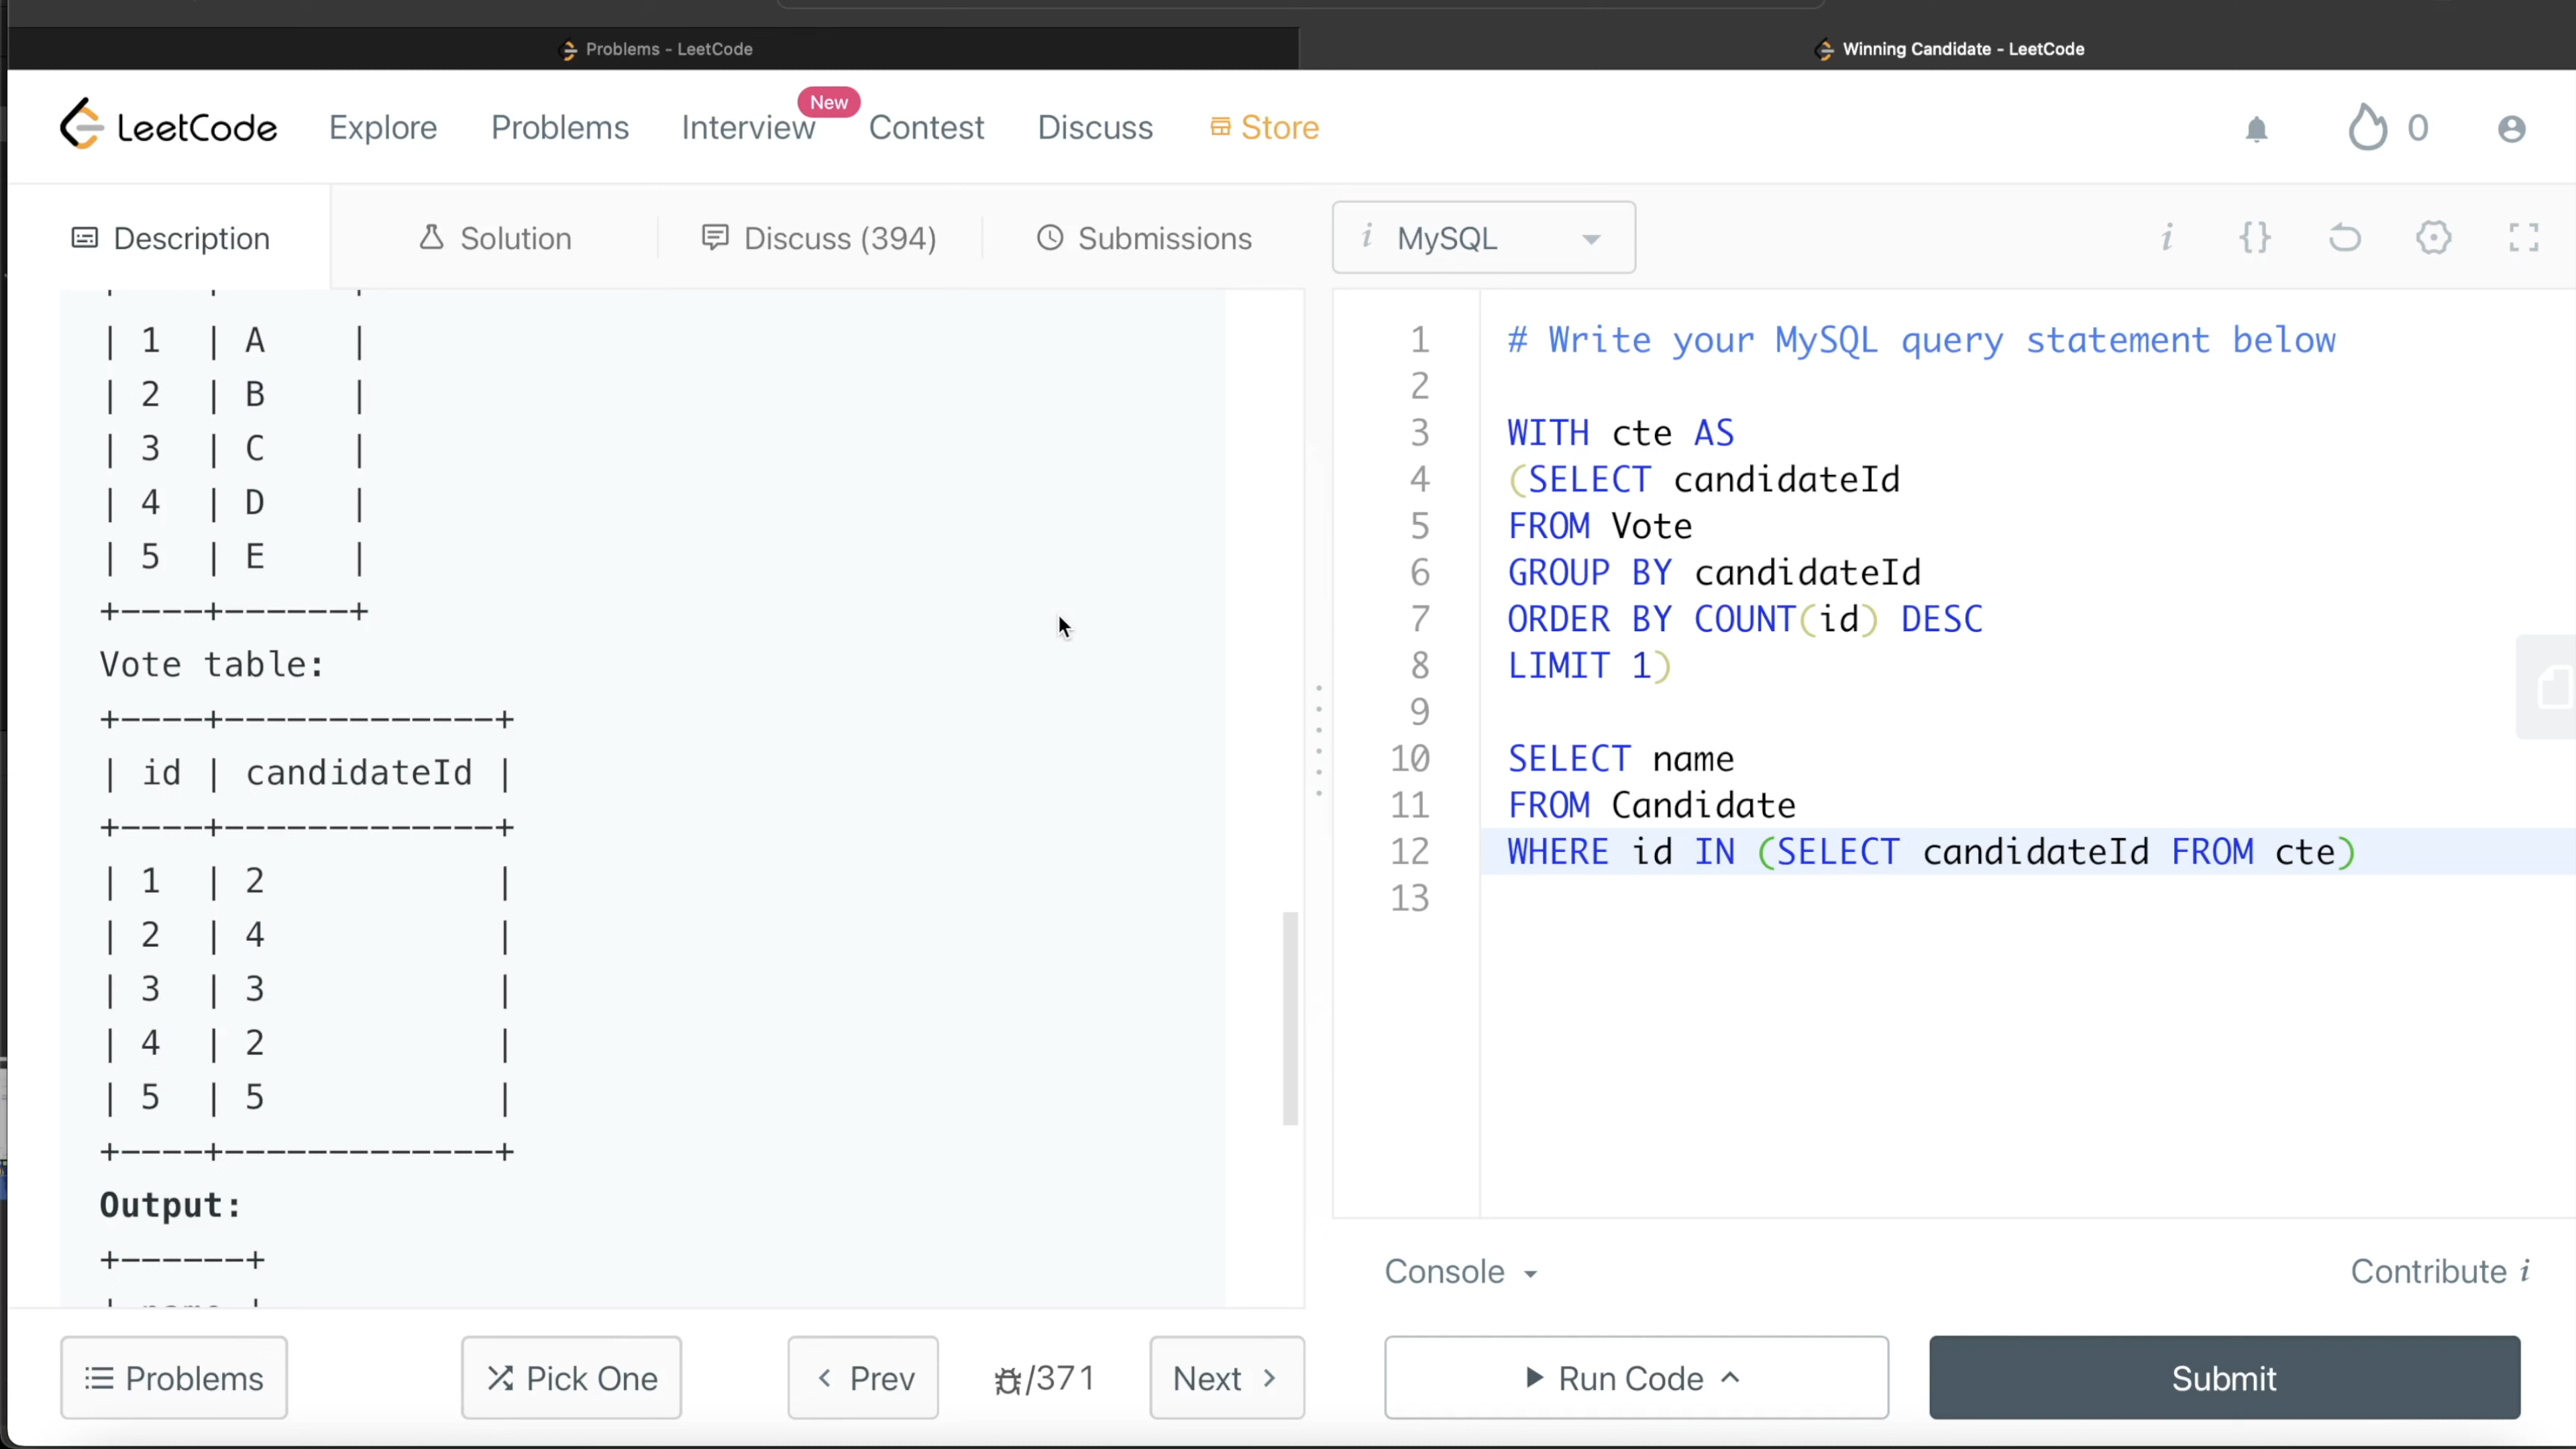 Problems - LeetCode
Winning Candidate - LeetCode
LeetCode Explore Problems Interview New Contest Discuss Store 0
Description Solution Discuss (394) Submissions
| 1 | A |
| 2 | B |
| 3 | C |
| 4 | D |
| 5 | E |
+----+------+
Vote table:
+----+-------------+
| id | candidateId |
+----+-------------+
| 1 | 2 |
| 2 | 4 |
| 3 | 3 |
| 4 | 2 |
| 5 | 5 |
+----+-------------+
Output:
+------+
| name |
Problems Pick One < Prev /371 Next >
i MySQL i {}
1 # Write your MySQL query statement below
2
3 WITH cte AS
4 (SELECT candidateId
5 FROM Vote
6 GROUP BY candidateId
7 ORDER BY COUNT(id) DESC
8 LIMIT 1)
9
10 SELECT name
11 FROM Candidate
12 WHERE id IN (SELECT candidateId FROM cte)
13
Console Contribute i
Run Code Submit